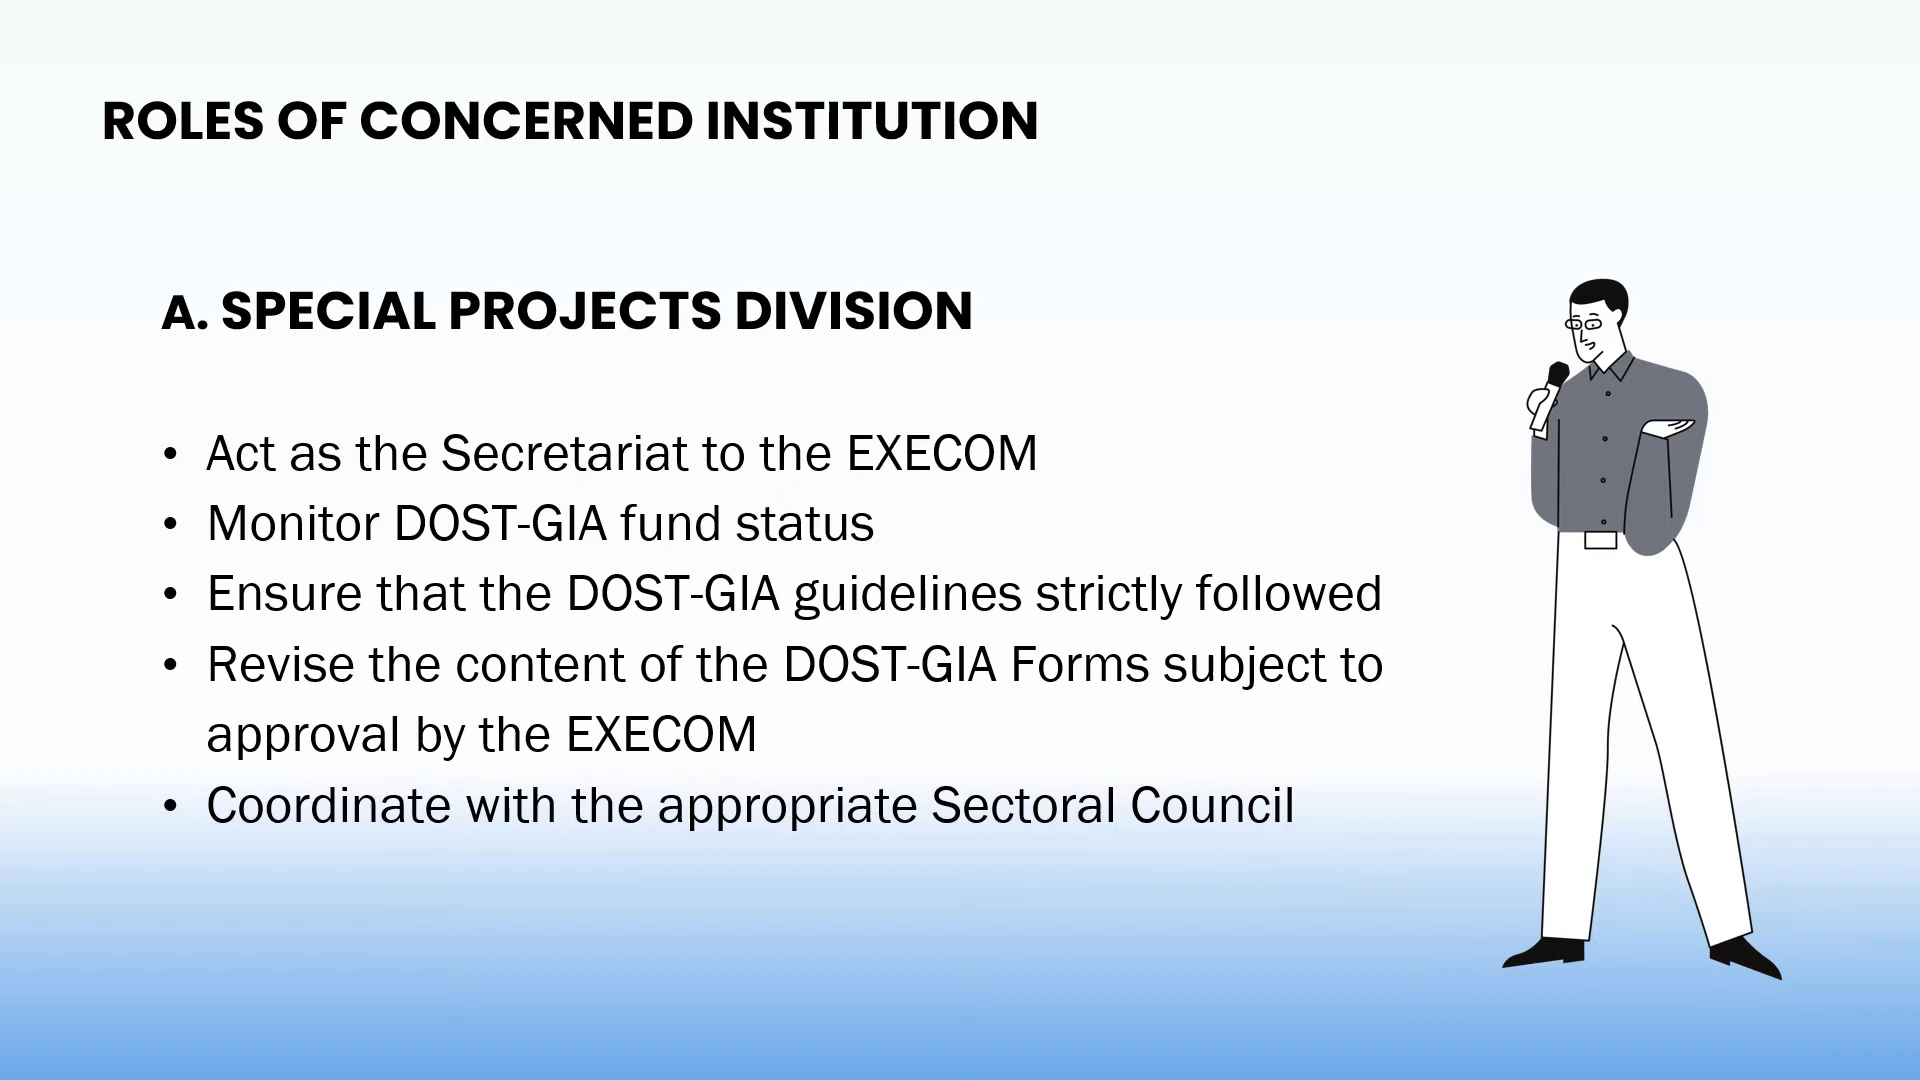 ROLES OF CONCERNED INSTITUTION
A. SPECIAL PROJECTS DIVISION
• Act as the Secretariat to the EXECOM
• Monitor DOST-GIA fund status
• Ensure that the DOST-GIA guidelines strictly followed
• Revise the content of the DOST-GIA Forms subject to
approval by the EXECOM
• Coordinate with the appropriate Sectoral Council